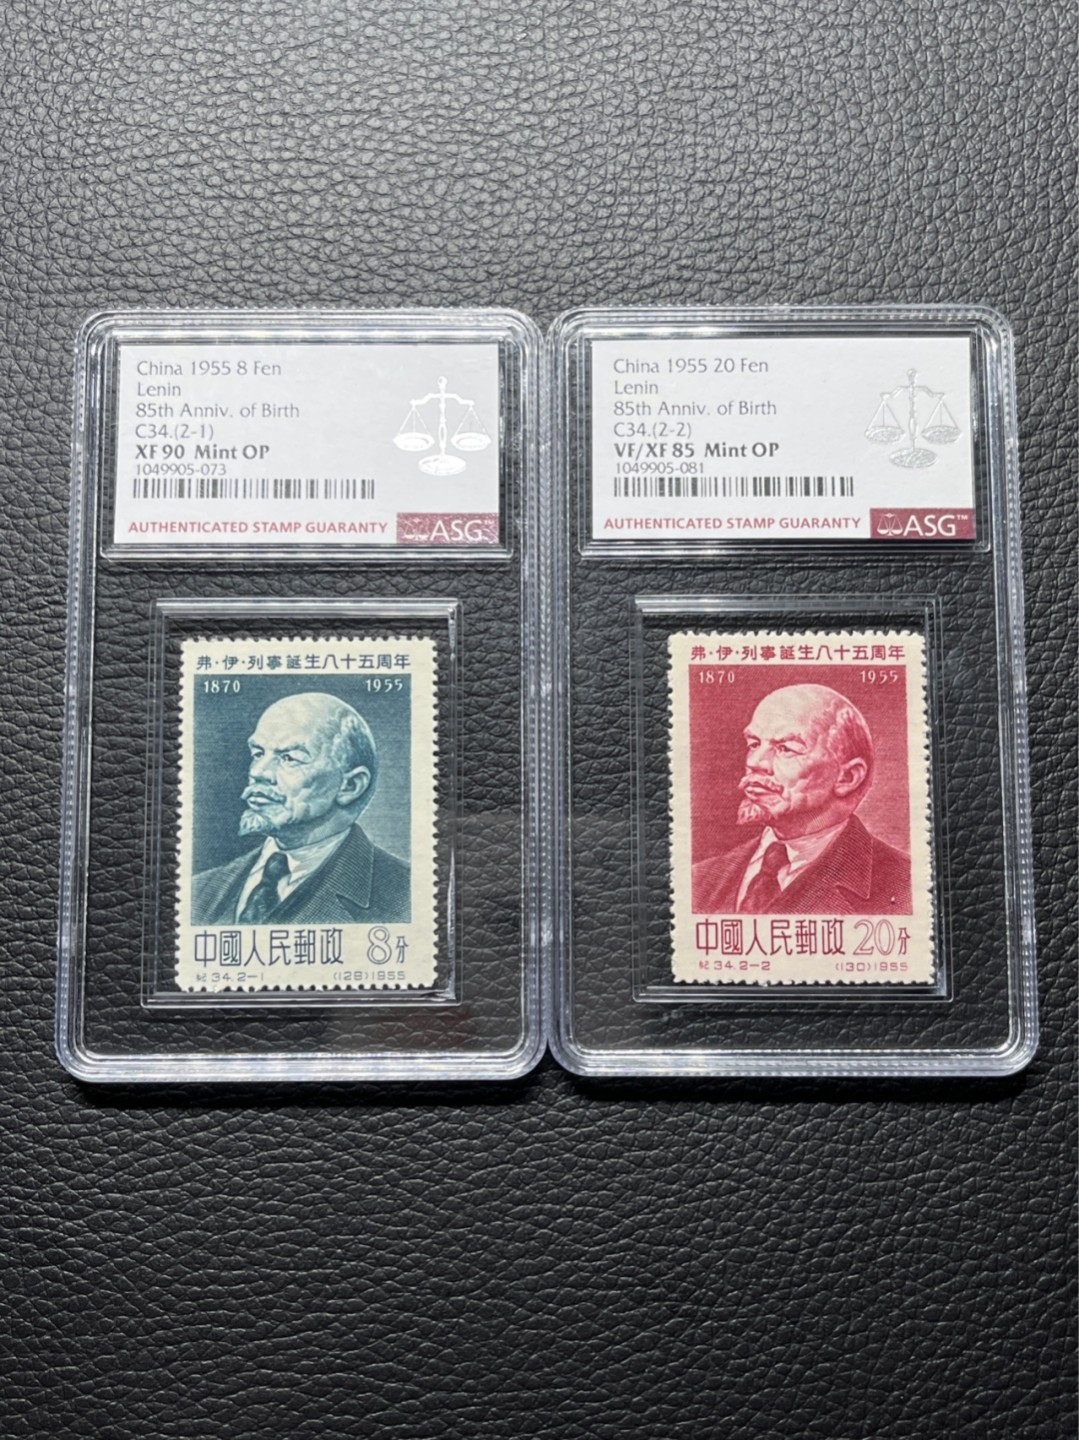 China 1955 8 Fen
Lenin
85th Anniv. of Birth
C34.(2-1)
XF 90 Mint OP
1049905-073
AUTHENTICATED STAMP GUARANTY
ASG™
弗·伊·列寧誕生八十五周年
1870 1955
中國人民郵政 8分
紀34.2-1 (129)1955
China 1955 20 Fen
Lenin
85th Anniv. of Birth
C34.(2-2)
VF/XF 85 Mint OP
1049905-081
AUTHENTICATED STAMP GUARANTY
ASG™
弗·伊·列寧誕生八十五周年
1870 1955
中國人民郵政 20分
紀34.2-2 (130)1955